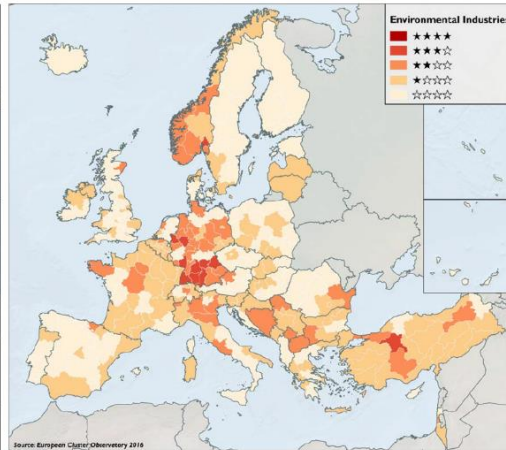 Environmental Industries
★★★★
★★★☆
★★☆☆
★☆☆☆
☆☆☆☆
Source: European Cluster Observatory 2016